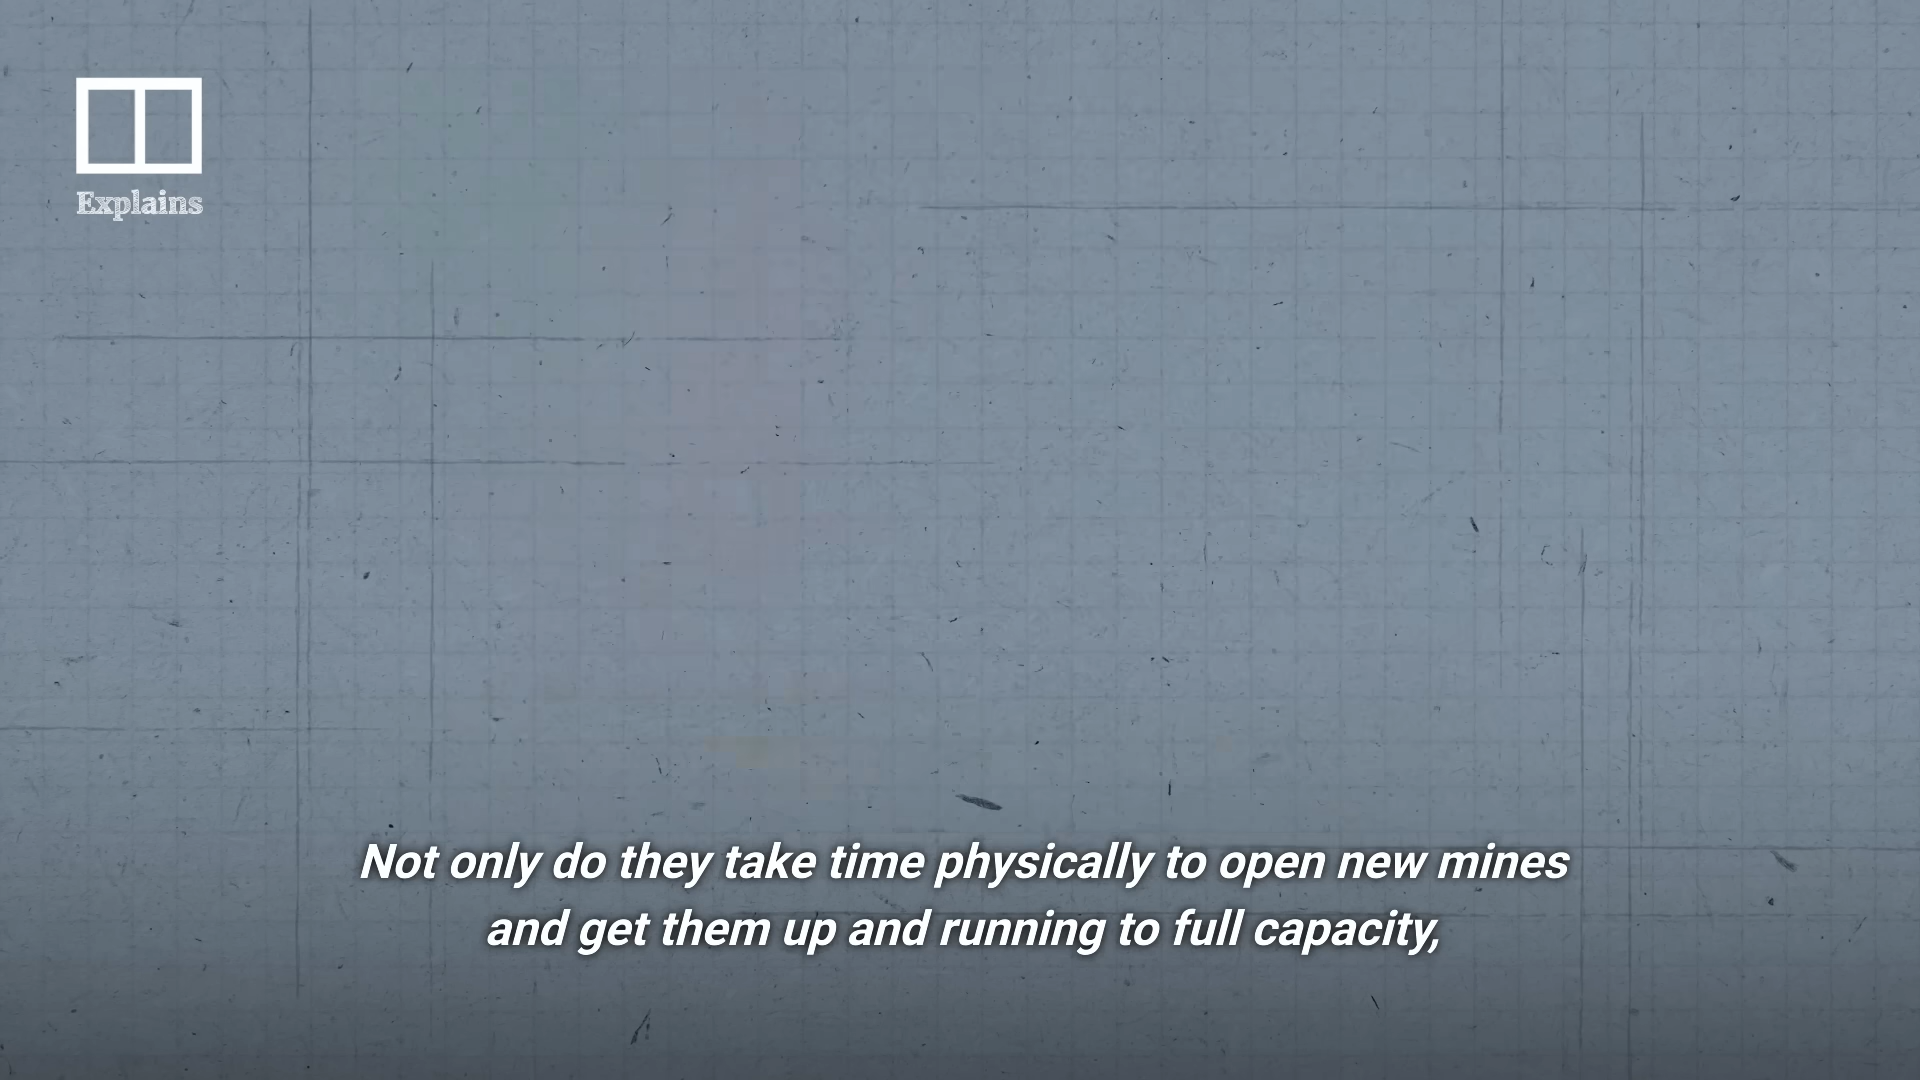 Explains
Not only do they take time physically to open new mines
and get them up and running to full capacity,